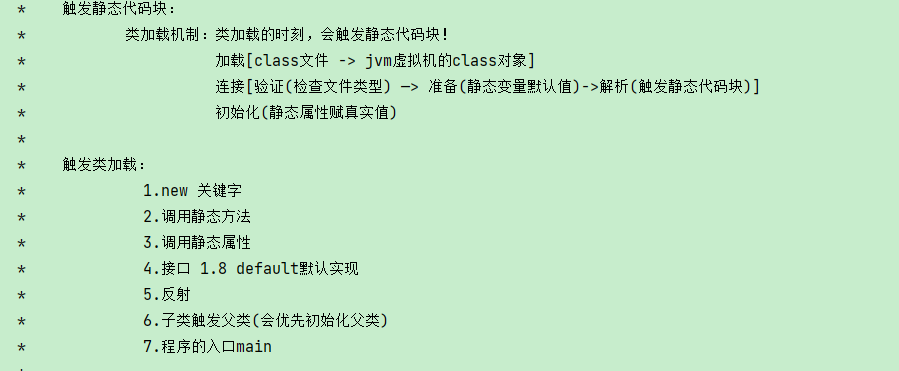 * 触发静态代码块:
* 类加载机制:类加载的时刻,会触发静态代码块!
* 加载[class文件 -> jvm虚拟机的class对象]
* 连接[验证(检查文件类型) —> 准备(静态变量默认值)->解析(触发静态代码块)]
* 初始化(静态属性赋真实值)
*
* 触发类加载:
* 1.new 关键字
* 2.调用静态方法
* 3.调用静态属性
* 4.接口 1.8 default默认实现
* 5.反射
* 6.子类触发父类(会优先初始化父类)
* 7.程序的入口main